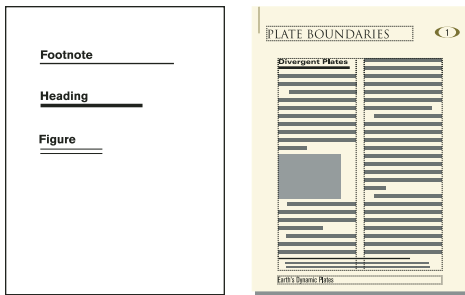 Footnote
Heading
Figure
PLATE BOUNDARIES
1
Divergent Plates
Earth's Dynamic Plates